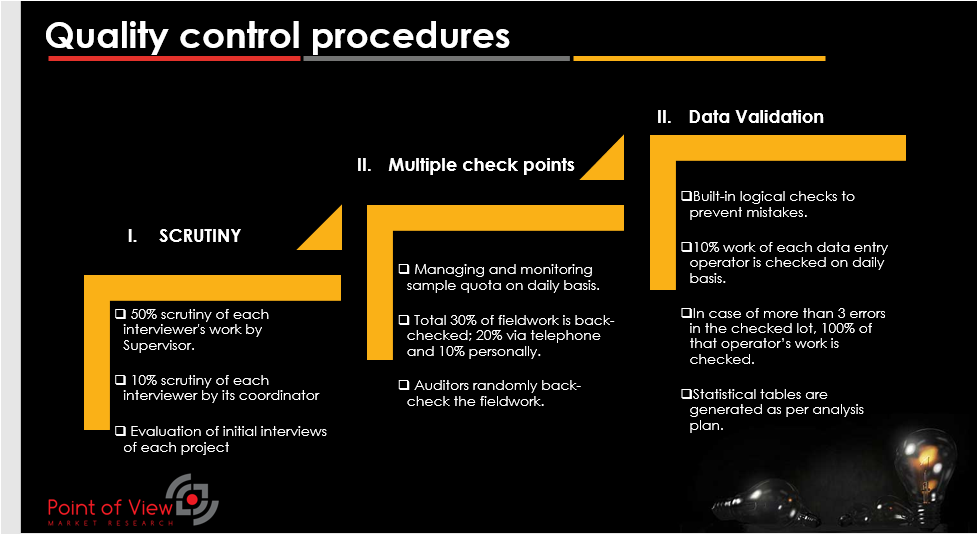 Quality control procedures
I. SCRUTINY
❑ 50% scrutiny of each
interviewer's work by
Supervisor.
❑ 10% scrutiny of each
interviewer by its coordinator
❑ Evaluation of initial interviews
of each project
II. Multiple check points
❑ Managing and monitoring
sample quota on daily basis.
❑ Total 30% of fieldwork is back-
checked; 20% via telephone
and 10% personally.
❑ Auditors randomly back-
check the fieldwork.
II. Data Validation
❑Built-in logical checks to
prevent mistakes.
❑10% work of each data entry
operator is checked on daily
basis.
❑In case of more than 3 errors
in the checked lot, 100% of
that operator's work is
checked.
❑Statistical tables are
generated as per analysis
plan.
Point of View
MARKET RESEARCH